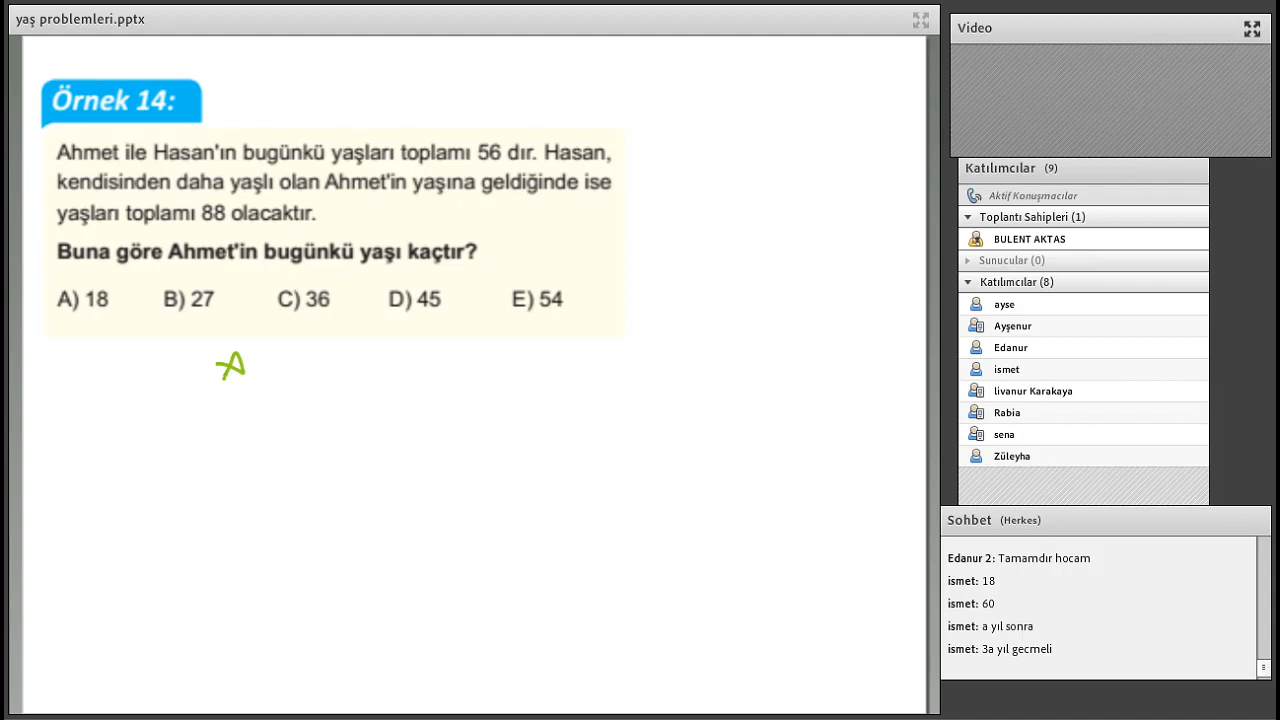 yaş problemleri.pptx
Örnek 14:
Ahmet ile Hasan'ın bugünkü yaşları toplamı 56 dır. Hasan,
kendisinden daha yaşlı olan Ahmet'in yaşına geldiğinde ise
yaşları toplamı 88 olacaktır.
Buna göre Ahmet'in bugünkü yaşı kaçtır?
A) 18 B) 27 C) 36 D) 45 E) 54
A
Video
Katılımcılar (9)
Aktif Konuşmacılar
Toplantı Sahipleri (1)
BULENT AKTAS
Sunucular (0)
Katılımcılar (8)
ayse
Ayşenur
Edanur
ismet
livanur Karakaya
Rabia
sena
Züleyha
Sohbet (Herkes)
Edanur 2: Tamamdır hocam
ismet: 18
ismet: 60
ismet: a yıl sonra
ismet: 3a yıl gecmeli